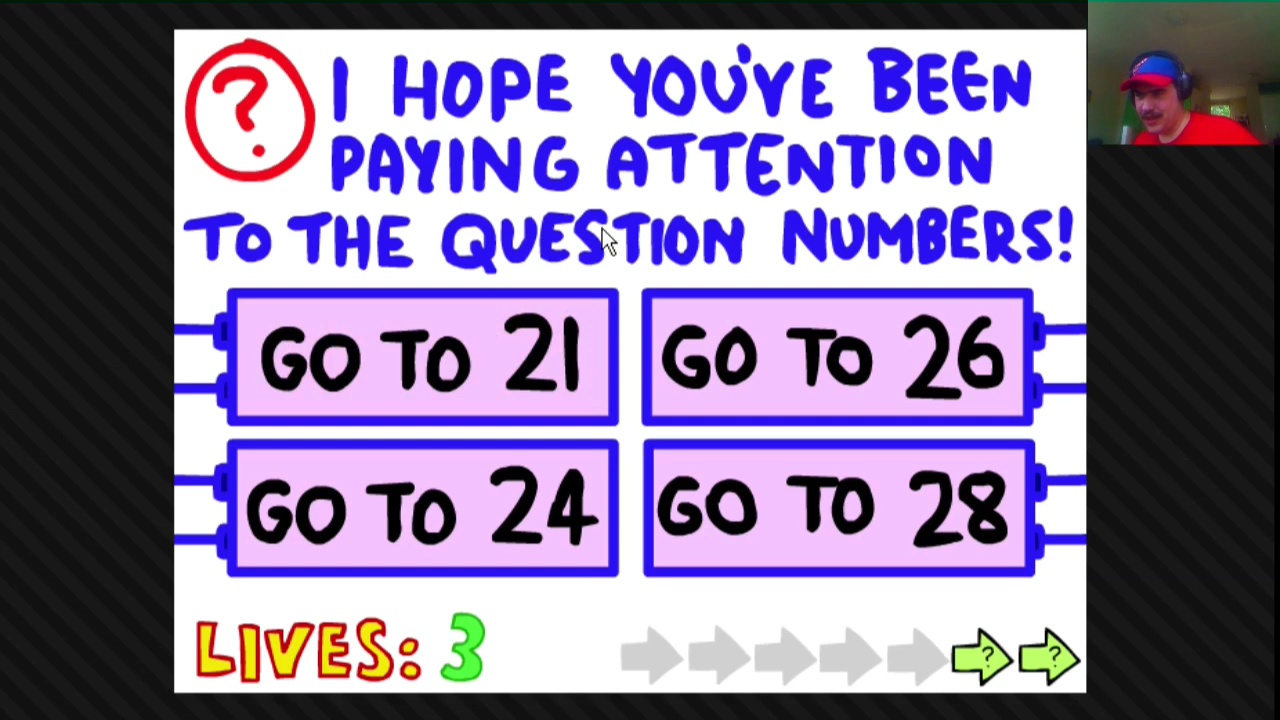 ? I HOPE YOU'VE BEEN
PAYING ATTENTION
TO THE QUESTION NUMBERS!
GO TO 21
GO TO 26
GO TO 24
GO TO 28
LIVES: 3
? ?